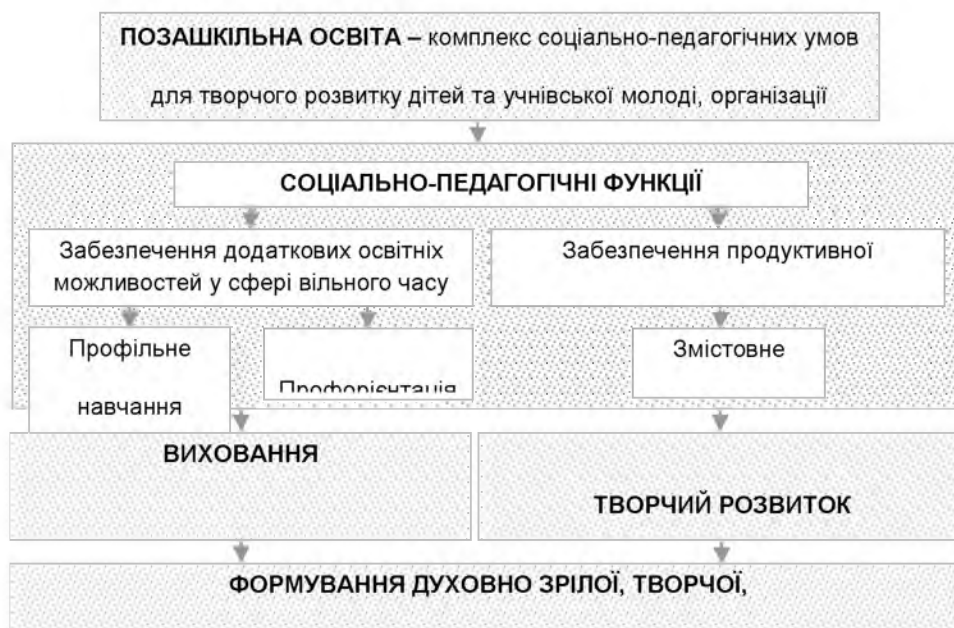 ПОЗАШКІЛЬНА ОСВІТА – комплекс соціально-педагогічних умов
для творчого розвитку дітей та учнівської молоді, організації
СОЦІАЛЬНО-ПЕДАГОГІЧНІ ФУНКЦІЇ
Забезпечення додаткових освітніх
можливостей у сфері вільного часу
Забезпечення продуктивної
Профільне
навчання
Профорієнтація
Змістовне
ВИХОВАННЯ
ТВОРЧИЙ РОЗВИТОК
ФОРМУВАННЯ ДУХОВНО ЗРІЛОЇ, ТВОРЧОЇ,